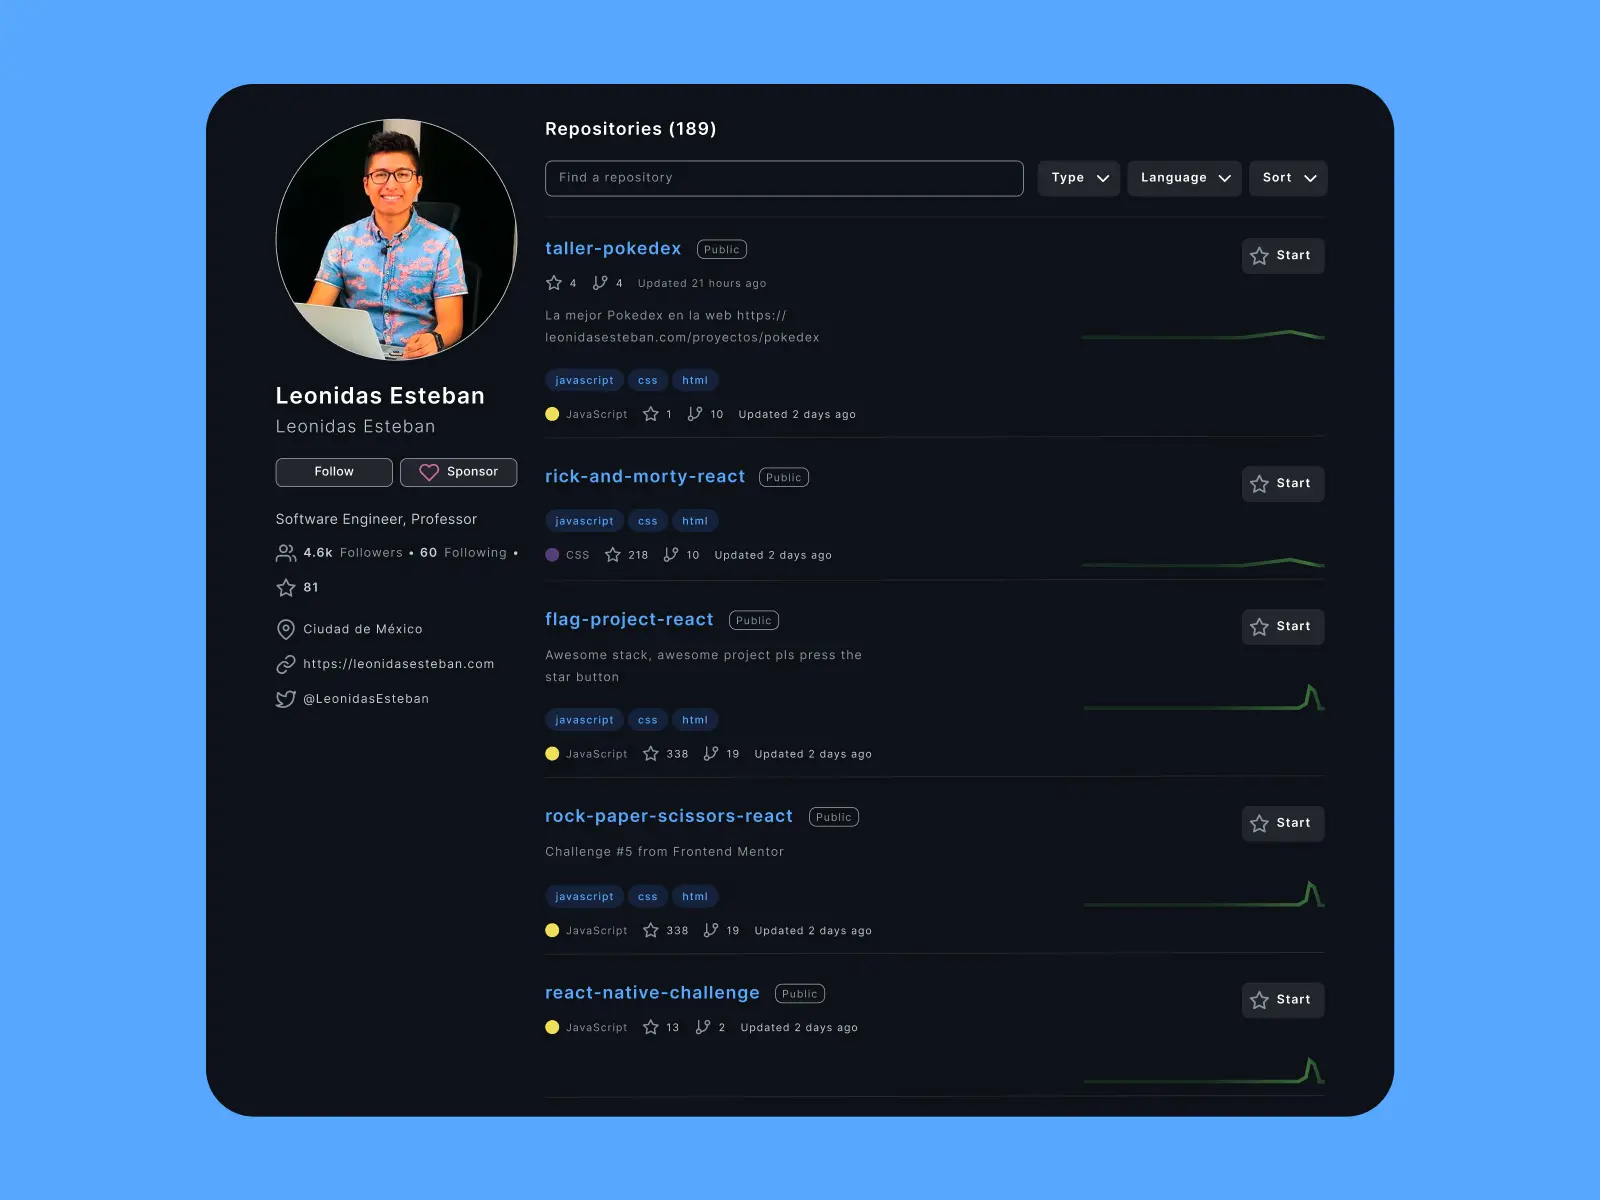 Leonidas Esteban
Leonidas Esteban
Follow
Sponsor
Software Engineer, Professor
4.6k Followers • 60 Following •
81
Ciudad de México
https://leonidasesteban.com
@LeonidasEsteban
Repositories (189)
Find a repository
Type
Language
Sort
taller-pokedex Public
Start
4 4 Updated 21 hours ago
La mejor Pokedex en la web https://
leonidasesteban.com/proyectos/pokedex
javascript css html
JavaScript 1 10 Updated 2 days ago
rick-and-morty-react Public
Start
javascript css html
CSS 218 10 Updated 2 days ago
flag-project-react Public
Start
Awesome stack, awesome project pls press the
star button
javascript css html
JavaScript 338 19 Updated 2 days ago
rock-paper-scissors-react Public
Start
Challenge #5 from Frontend Mentor
javascript css html
JavaScript 338 19 Updated 2 days ago
react-native-challenge Public
Start
JavaScript 13 2 Updated 2 days ago